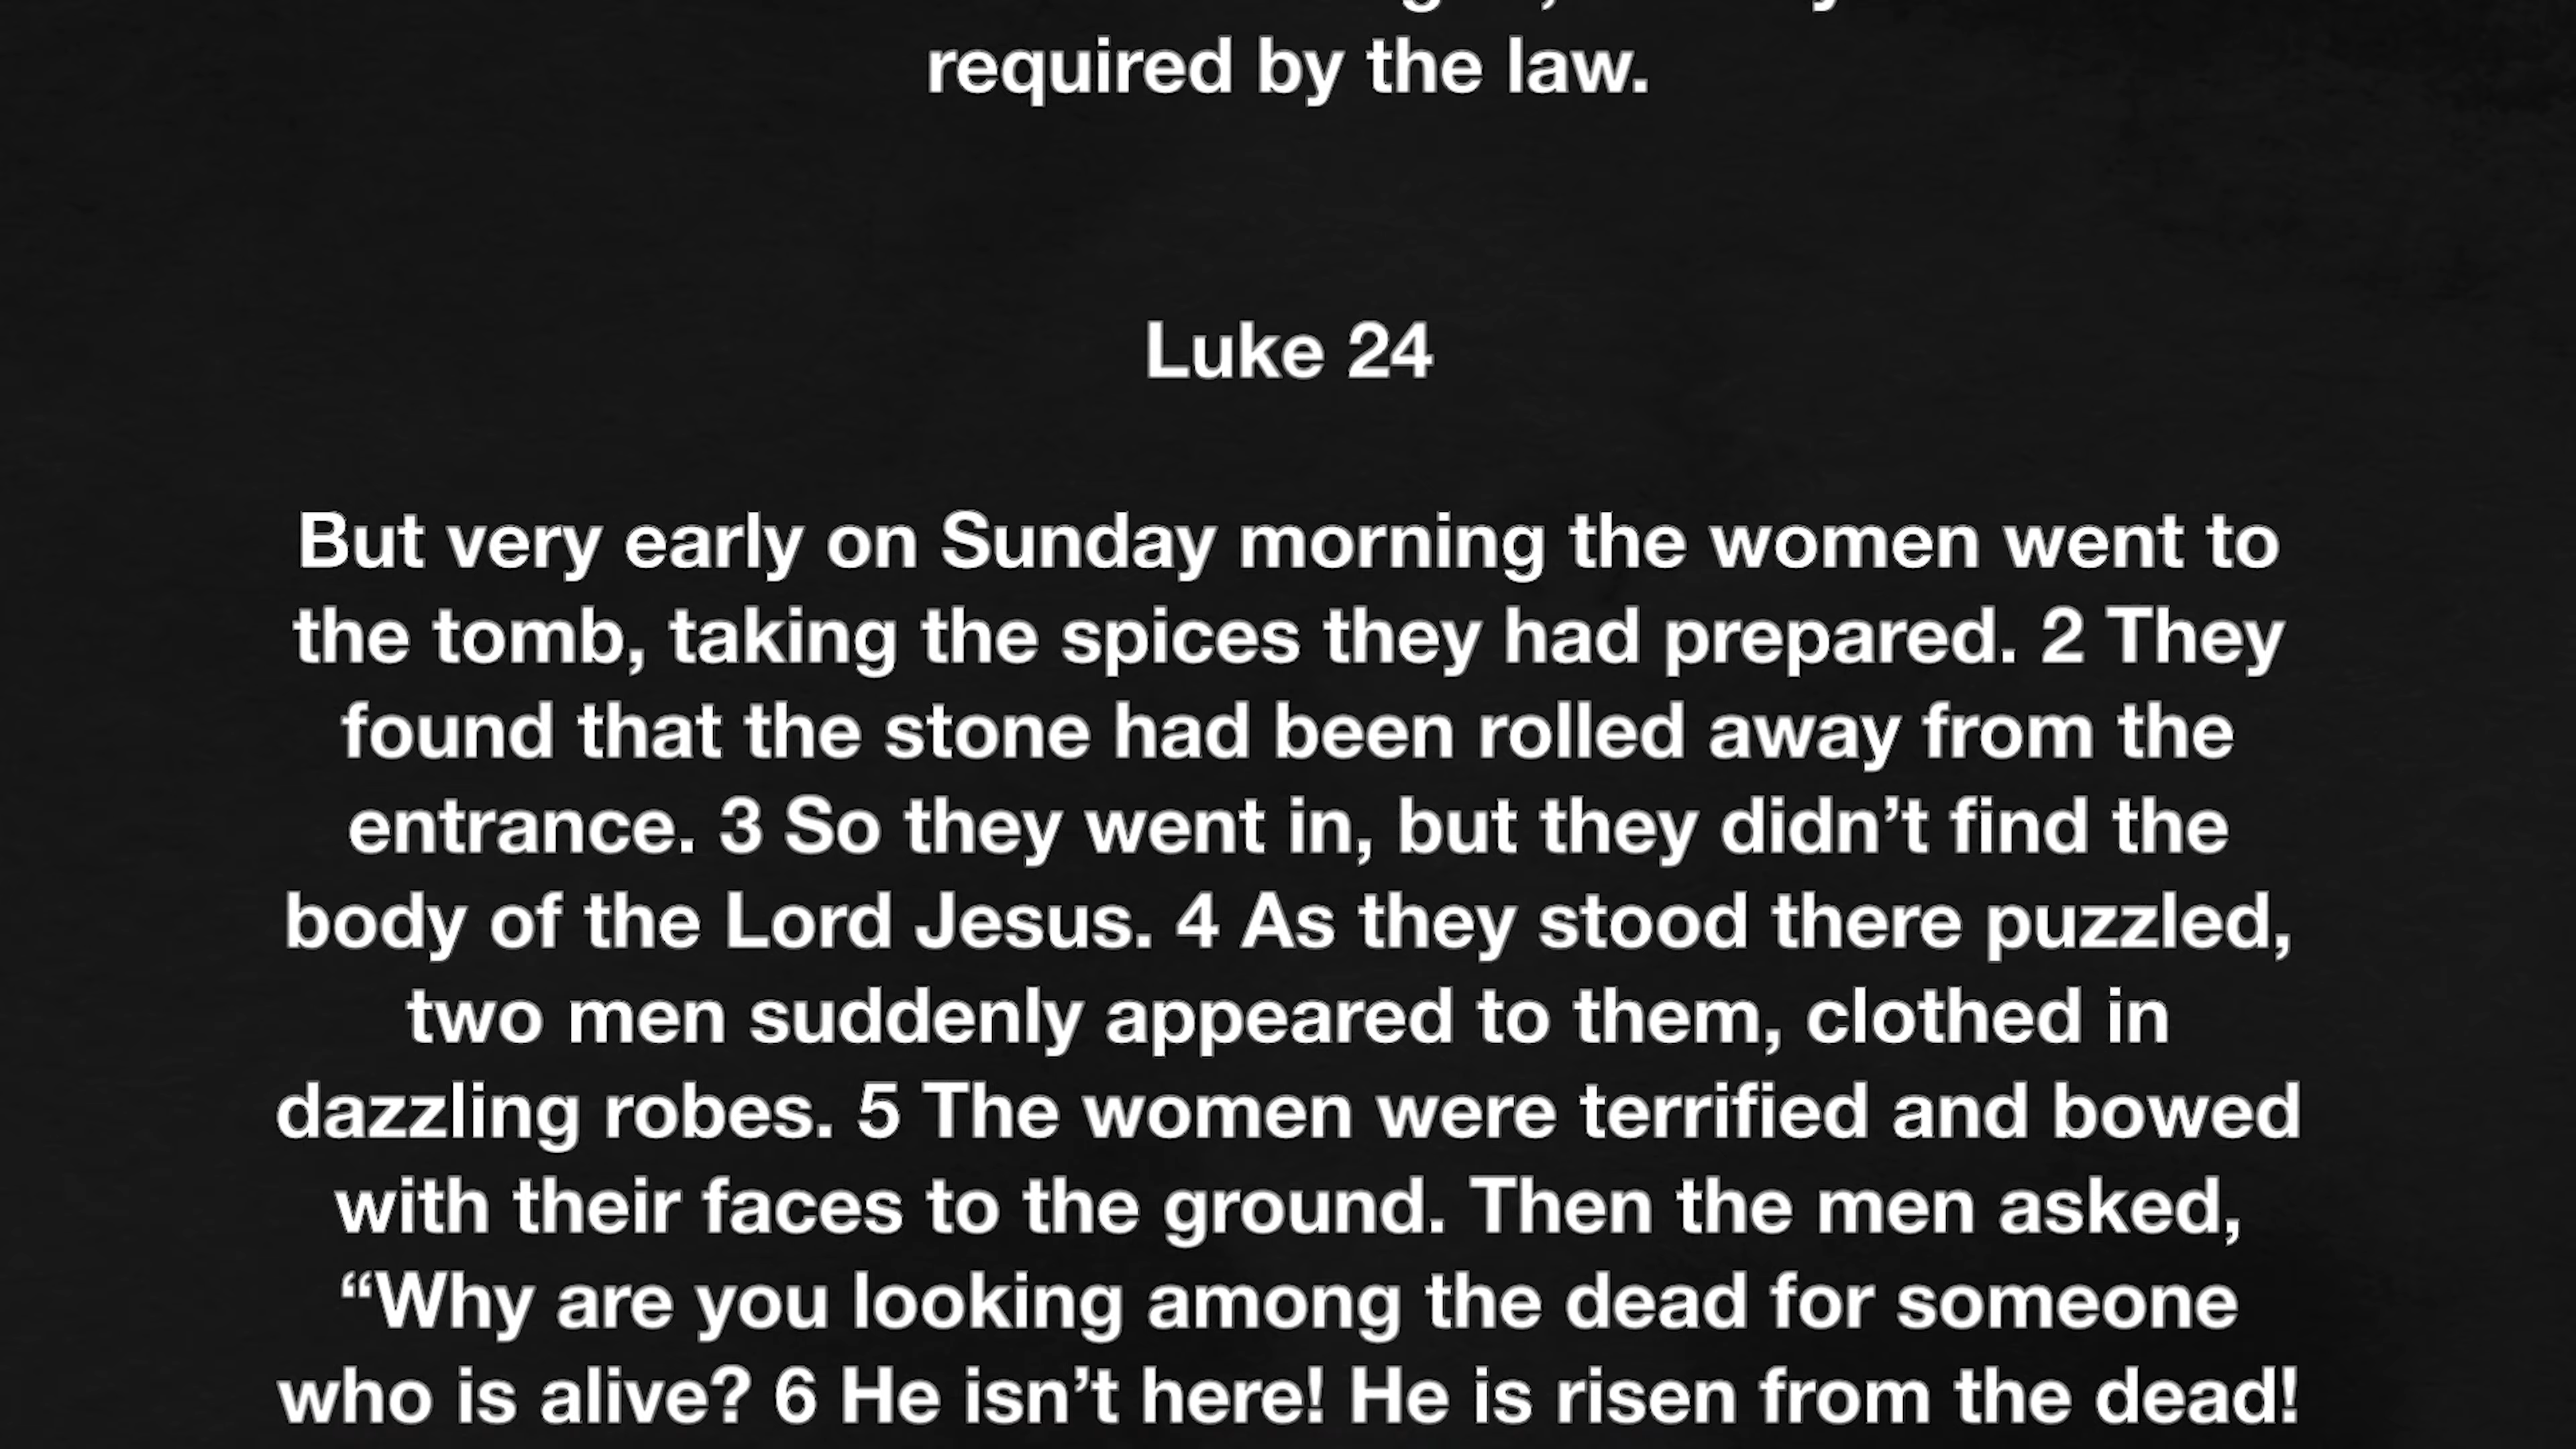 required by the law.
Luke 24
But very early on Sunday morning the women went to
the tomb, taking the spices they had prepared. 2 They
found that the stone had been rolled away from the
entrance. 3 So they went in, but they didn’t find the
body of the Lord Jesus. 4 As they stood there puzzled,
two men suddenly appeared to them, clothed in
dazzling robes. 5 The women were terrified and bowed
with their faces to the ground. Then the men asked,
“Why are you looking among the dead for someone
who is alive? 6 He isn’t here! He is risen from the dead!